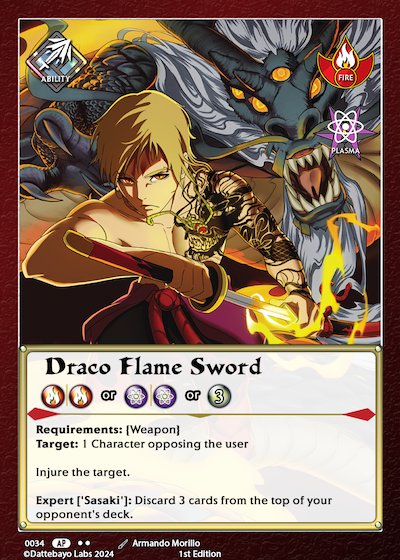 ABILITY
FIRE
PLASMA
Draco Flame Sword
or or 3
Requirements: {Weapon}
Target: 1 Character opposing the user
Injure the target.
Expert ['Sasaki']: Discard 3 cards from the top of your
opponent's deck.
0034 AP Armando Morillo
©Dattebayo Labs 2024 1st Edition